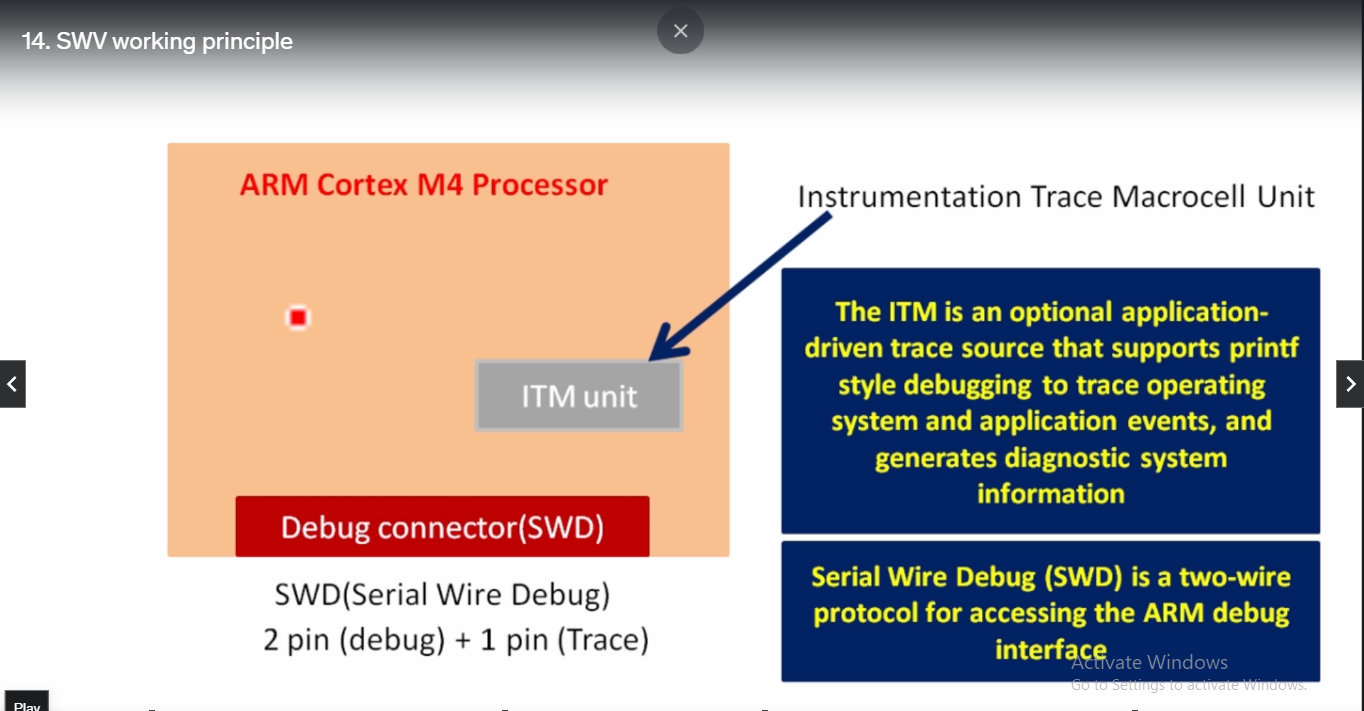 14. SWV working principle
ARM Cortex M4 Processor
Instrumentation Trace Macrocell Unit
ITM unit
Debug connector(SWD)
SWD(Serial Wire Debug)
2 pin (debug) + 1 pin (Trace)
The ITM is an optional application-
driven trace source that supports printf
style debugging to trace operating
system and application events, and
generates diagnostic system
information
Serial Wire Debug (SWD) is a two-wire
protocol for accessing the ARM debug
interface
Activate Windows
Go to Settings to activate Windows.
Play